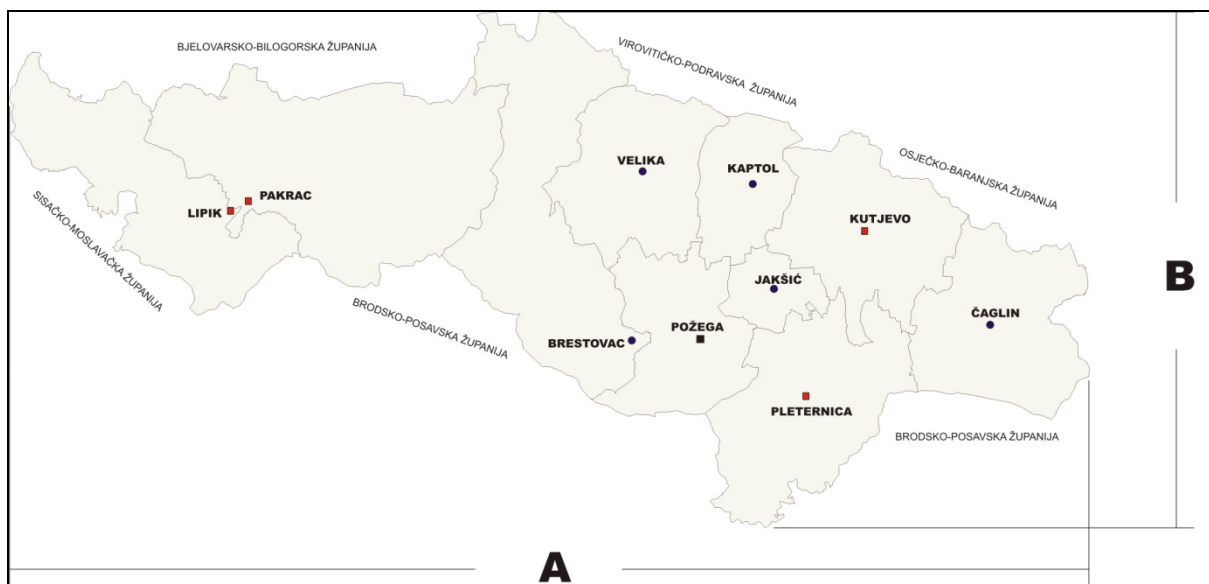 BJELOVARSKO-BILOGORSKA ŽUPANIJA
VIROVITIČKO-PODRAVSKA ŽUPANIJA
OSJEČKO-BARANJSKA ŽUPANIJA
VELIKA
KAPTOL
PAKRAC
LIPIK
KUTJEVO
SISAČKO-MOSLAVAČKA ŽUPANIJA
B
JAKŠIĆ
BRODSKO-POSAVSKA ŽUPANIJA
POŽEGA
BRESTOVAC
ČAGLIN
PLETERNICA
BRODSKO-POSAVSKA ŽUPANIJA
A